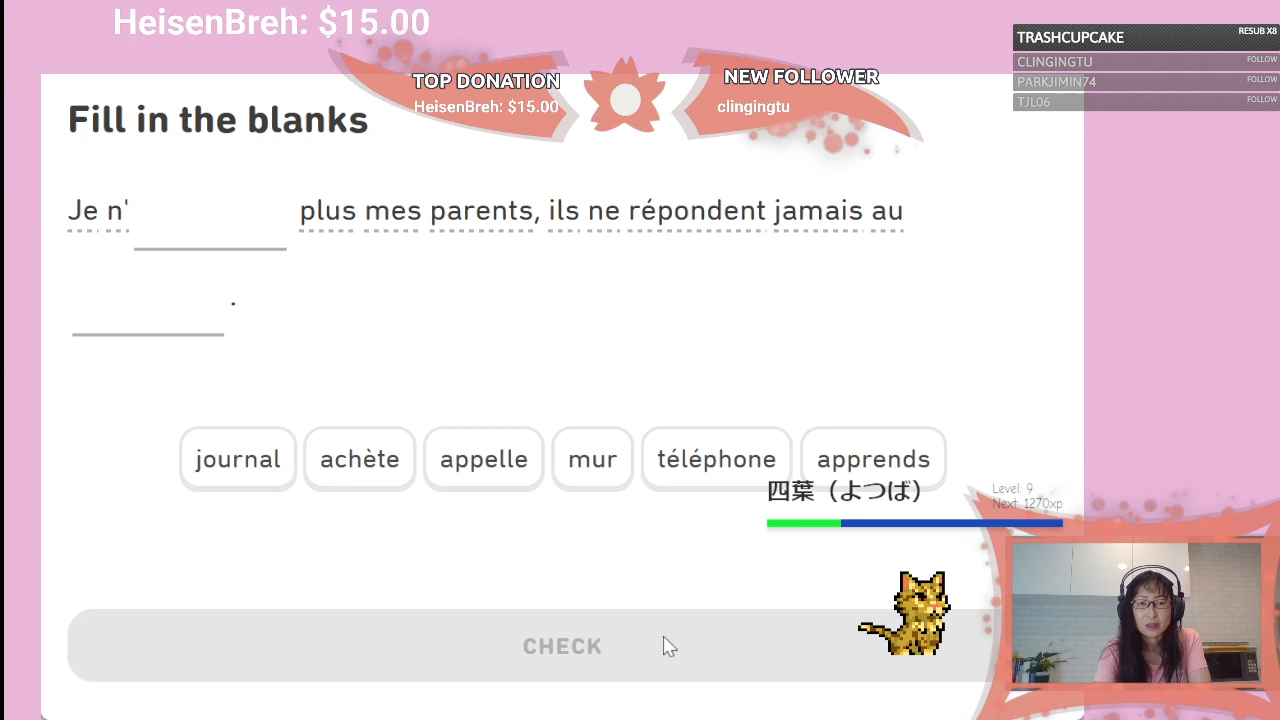 HeisenBreh: $15.00
TOP DONATION
HeisenBreh: $15.00
NEW FOLLOWER
clingingtu
TRASHCUPCAKE RESUB X8
CLINGINGTU FOLLOW
PARKJIMIN74 FOLLOW
TJL06 FOLLOW
Fill in the blanks
Je n' plus mes parents, ils ne répondent jamais au
.
journal achète appelle mur téléphone apprends
四葉（よつば）
Level: 9
Next: 1270xp
CHECK